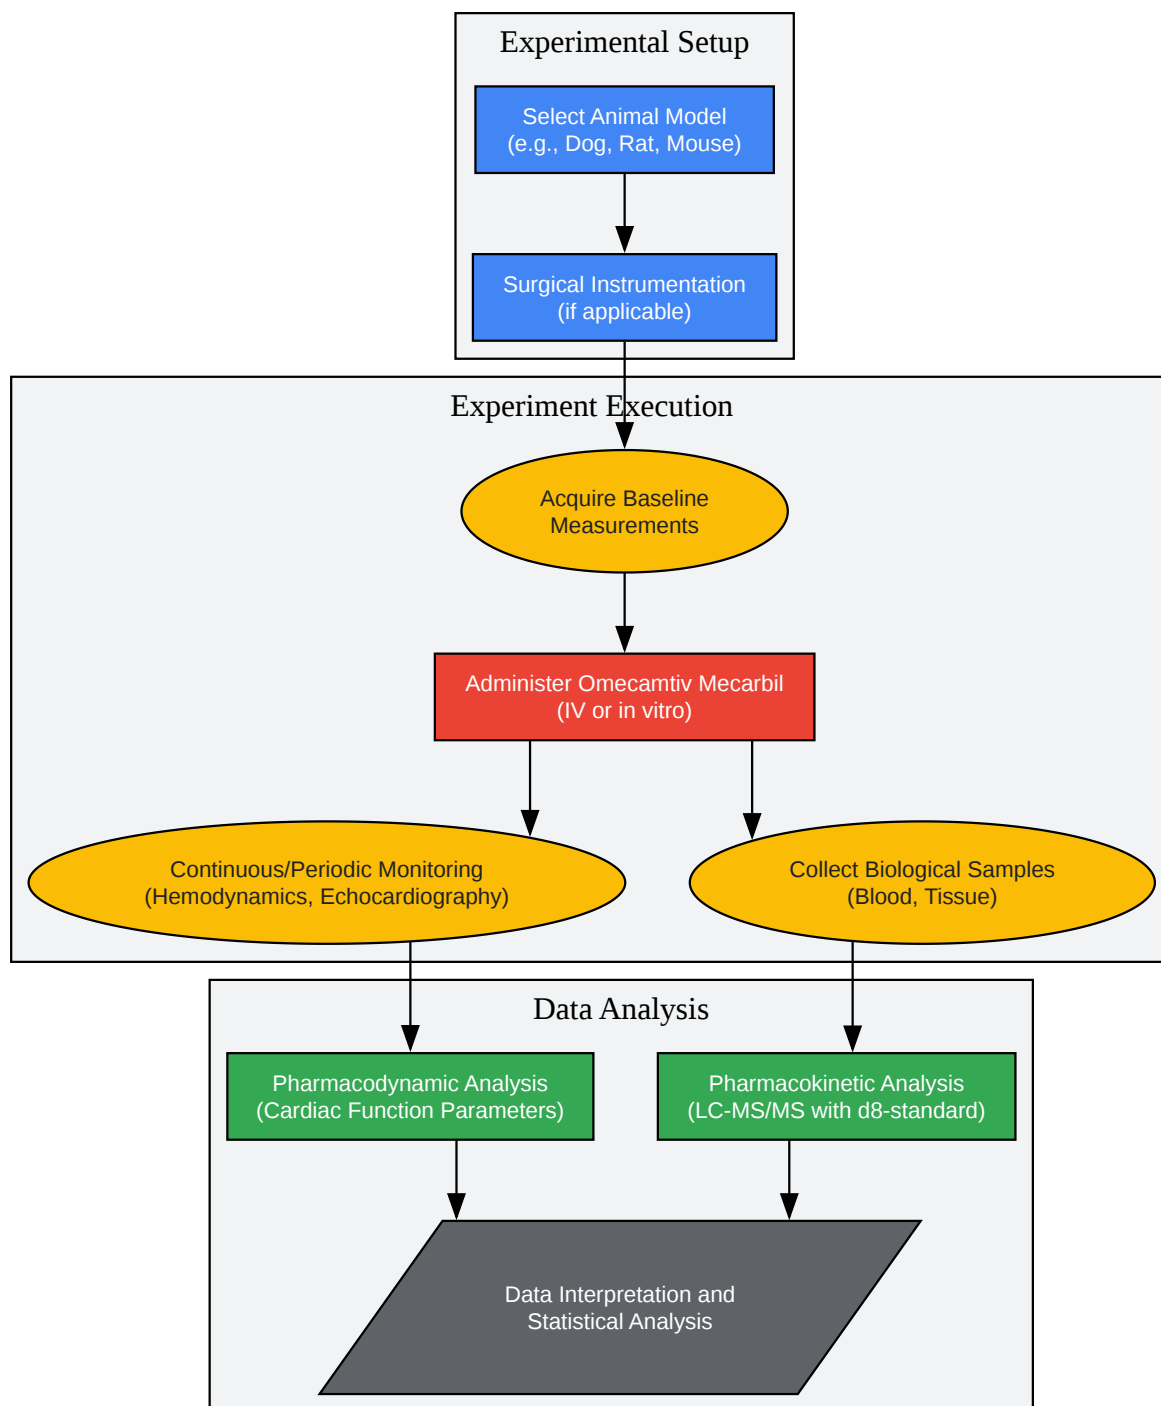 Experimental Setup
Select Animal Model
(e.g., Dog, Rat, Mouse)
Surgical Instrumentation
(if applicable)
Experiment Execution
Acquire Baseline
Measurements
Administer Omecamtiv Mecarbil
(IV or in vitro)
Continuous/Periodic Monitoring
(Hemodynamics, Echocardiography)
Collect Biological Samples
(Blood, Tissue)
Data Analysis
Pharmacodynamic Analysis
(Cardiac Function Parameters)
Pharmacokinetic Analysis
(LC-MS/MS with d8-standard)
Data Interpretation and
Statistical Analysis